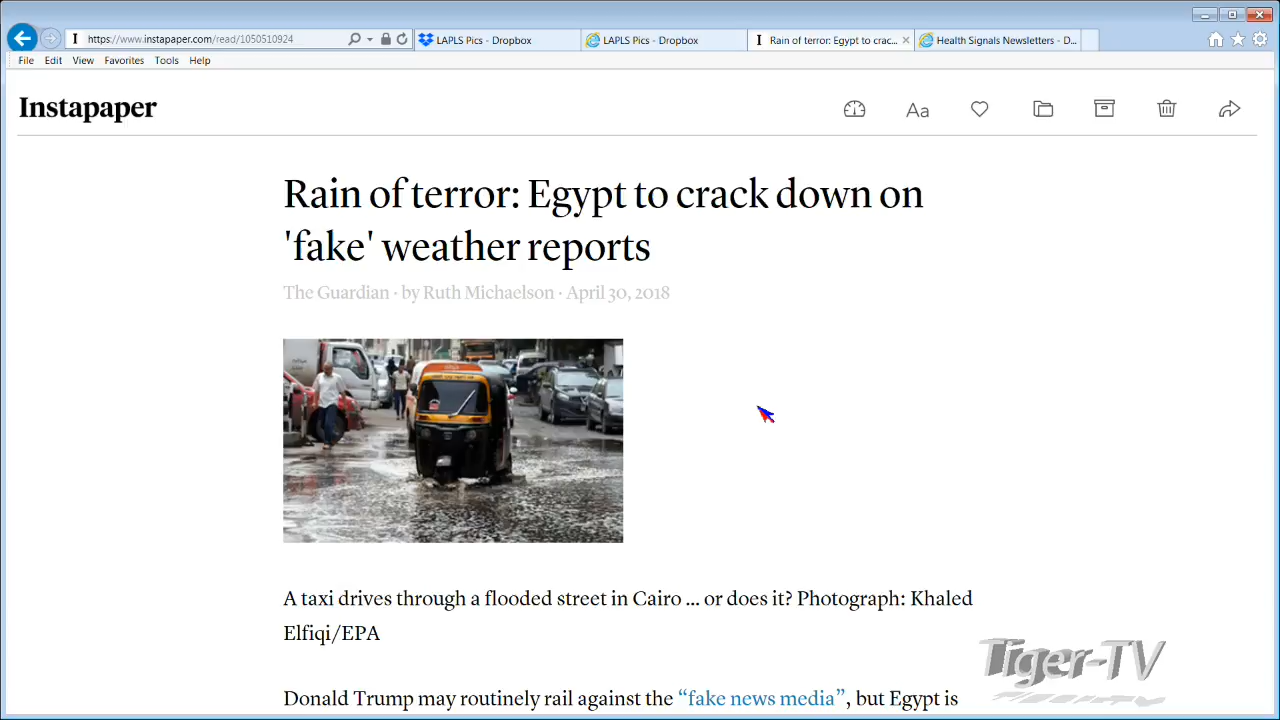 https://www.instapaper.com/read/1050510924
LAPLS Pics - Dropbox
LAPLS Pics - Dropbox
I Rain of terror: Egypt to crac...
Health Signals Newsletters - D...
File Edit View Favorites Tools Help
Instapaper
Aa
Rain of terror: Egypt to crack down on
'fake' weather reports
The Guardian · by Ruth Michaelson · April 30, 2018
A taxi drives through a flooded street in Cairo ... or does it? Photograph: Khaled
Elfiqi/EPA
Tiger-TV
Donald Trump may routinely rail against the “fake news media”, but Egypt is